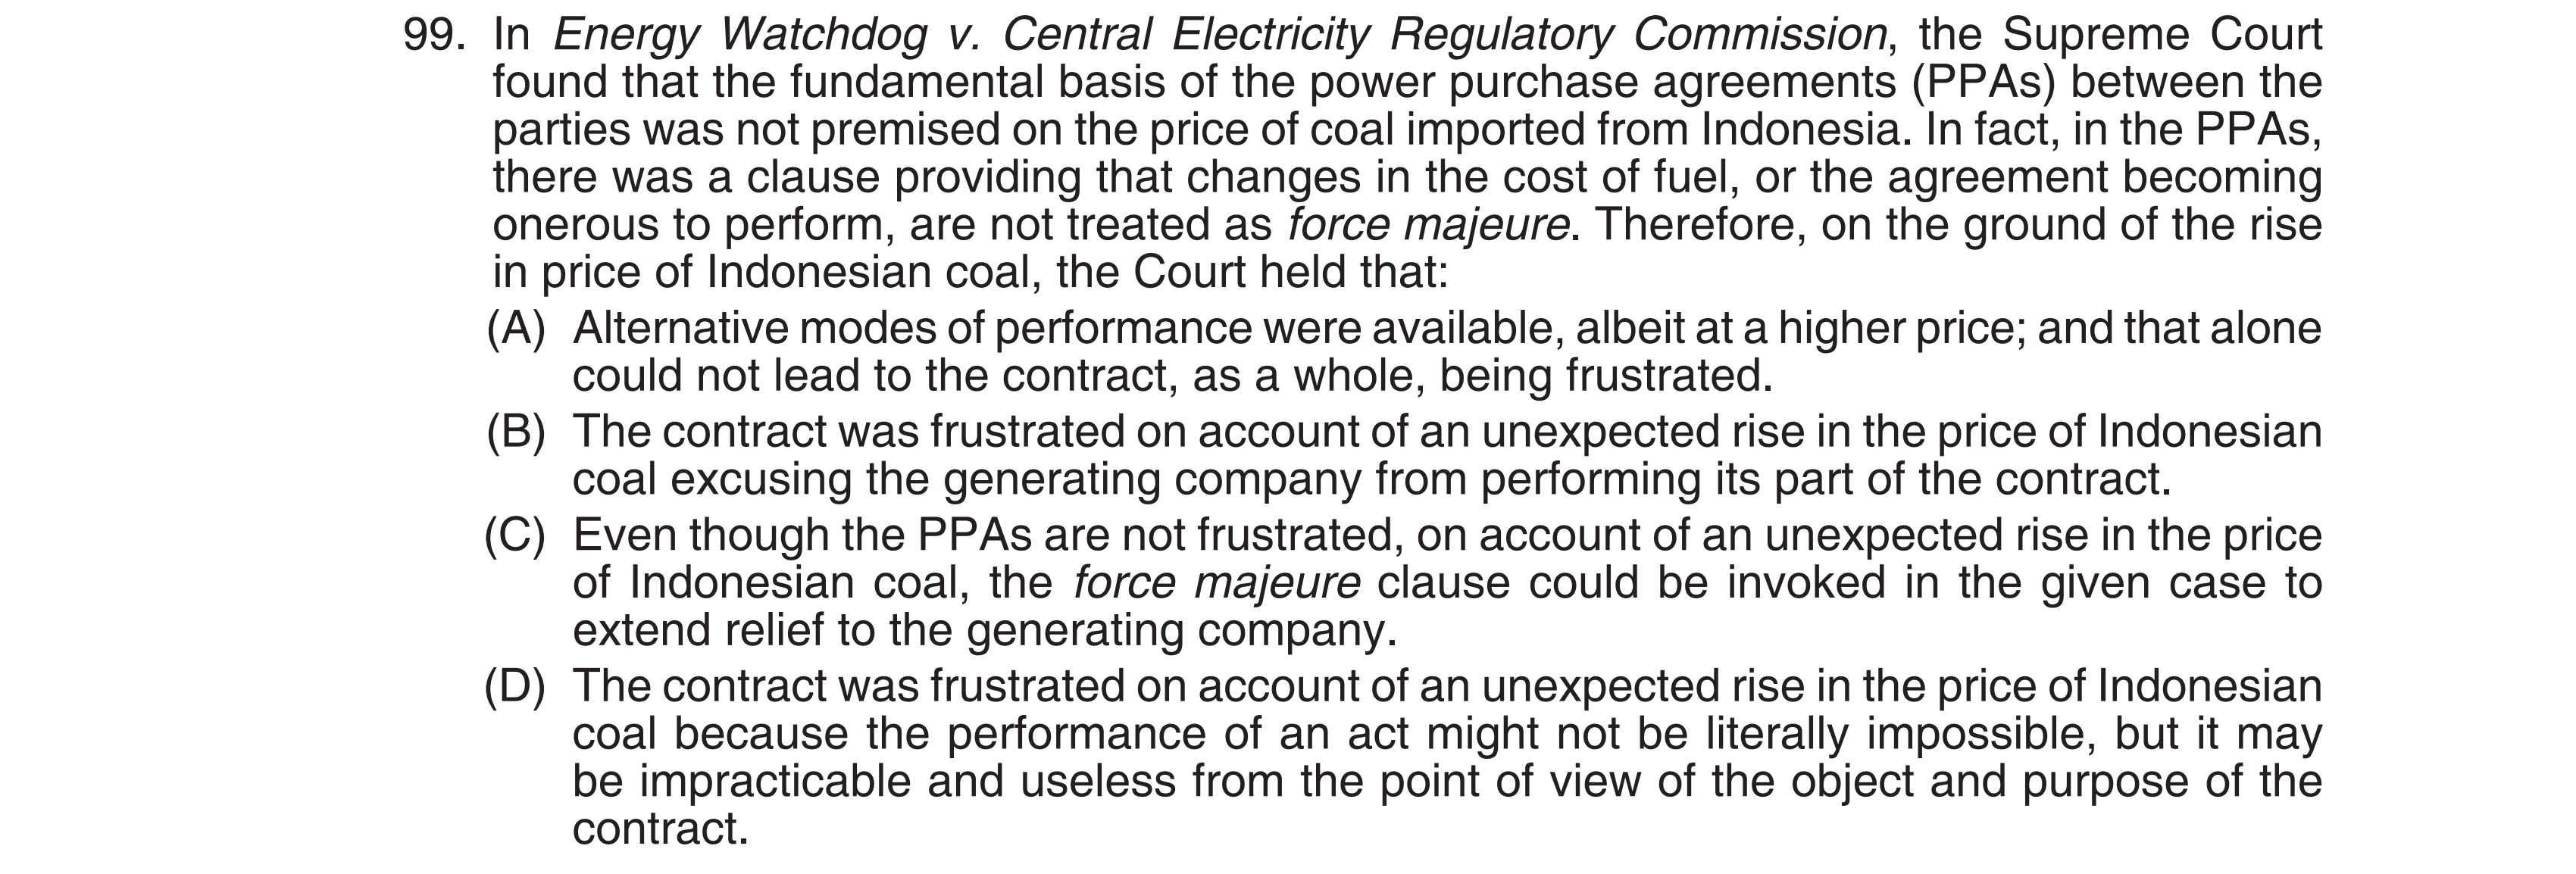 99. In Energy Watchdog v. Central Electricity Regulatory Commission, the Supreme Court
found that the fundamental basis of the power purchase agreements (PPAs) between the
parties was not premised on the price of coal imported from Indonesia. In fact, in the PPAs,
there was a clause providing that changes in the cost of fuel, or the agreement becoming
onerous to perform, are not treated as force majeure. Therefore, on the ground of the rise
in price of Indonesian coal, the Court held that:
(A) Alternative modes of performance were available, albeit at a higher price; and that alone
could not lead to the contract, as a whole, being frustrated.
(B) The contract was frustrated on account of an unexpected rise in the price of Indonesian
coal excusing the generating company from performing its part of the contract.
(C) Even though the PPAs are not frustrated, on account of an unexpected rise in the price
of Indonesian coal, the force majeure clause could be invoked in the given case to
extend relief to the generating company.
(D) The contract was frustrated on account of an unexpected rise in the price of Indonesian
coal because the performance of an act might not be literally impossible, but it may
be impracticable and useless from the point of view of the object and purpose of the
contract.